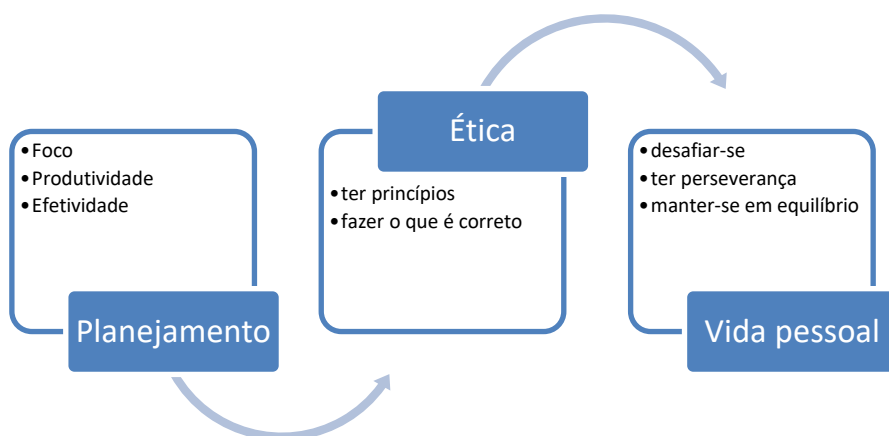 •Foco
•Produtividade
•Efetividade
Planejamento
Ética
•ter princípios
•fazer o que é correto
•desafiar-se
•ter perseverança
•manter-se em equilíbrio
Vida pessoal